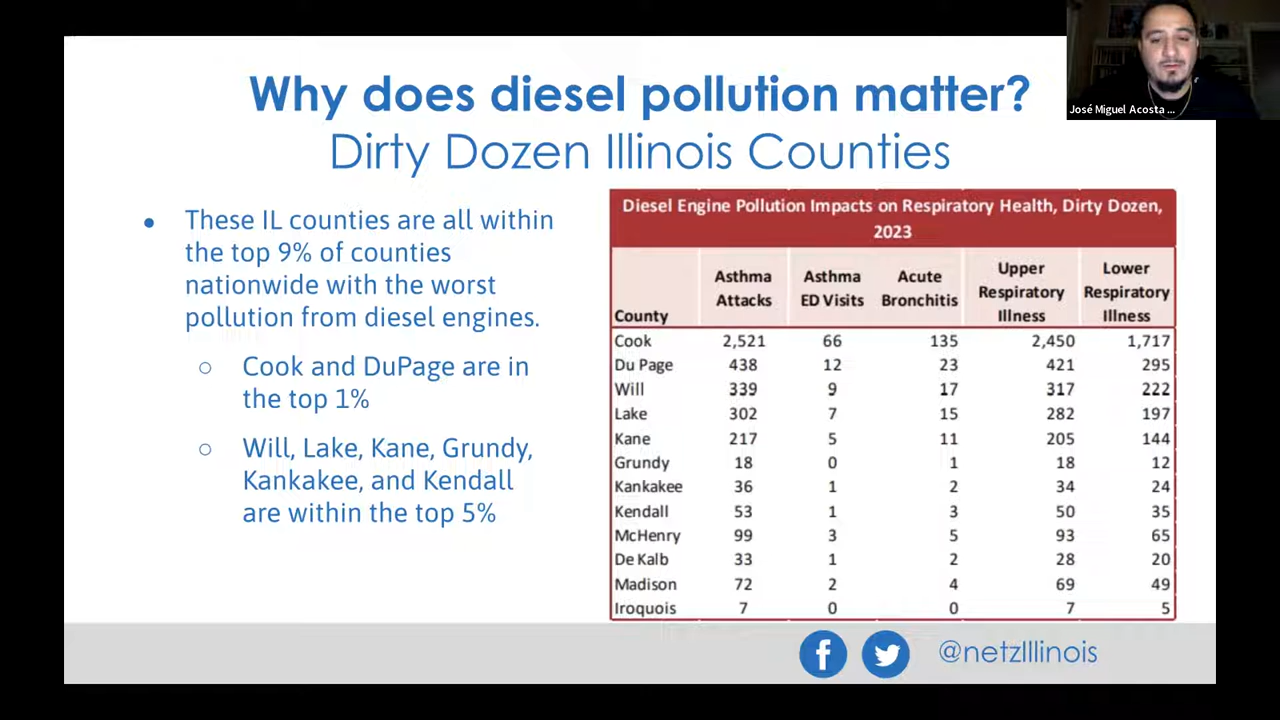 José Miguel Acosta ...
Why does diesel pollution matter?
Dirty Dozen Illinois Counties
• These IL counties are all within
the top 9% of counties
nationwide with the worst
pollution from diesel engines.
○ Cook and DuPage are in
the top 1%
○ Will, Lake, Kane, Grundy,
Kankakee, and Kendall
are within the top 5%
Diesel Engine Pollution Impacts on Respiratory Health, Dirty Dozen,
2023
County Asthma Attacks Asthma ED Visits Acute Bronchitis Upper Respiratory Illness Lower Respiratory Illness
Cook 2,521 66 135 2,450 1,717
Du Page 438 12 23 421 295
Will 339 9 17 317 222
Lake 302 7 15 282 197
Kane 217 5 11 205 144
Grundy 18 0 1 18 12
Kankakee 36 1 2 34 24
Kendall 53 1 3 50 35
McHenry 99 3 5 93 65
De Kalb 33 1 2 28 20
Madison 72 2 4 69 49
Iroquois 7 0 0 7 5
@netzIllinois